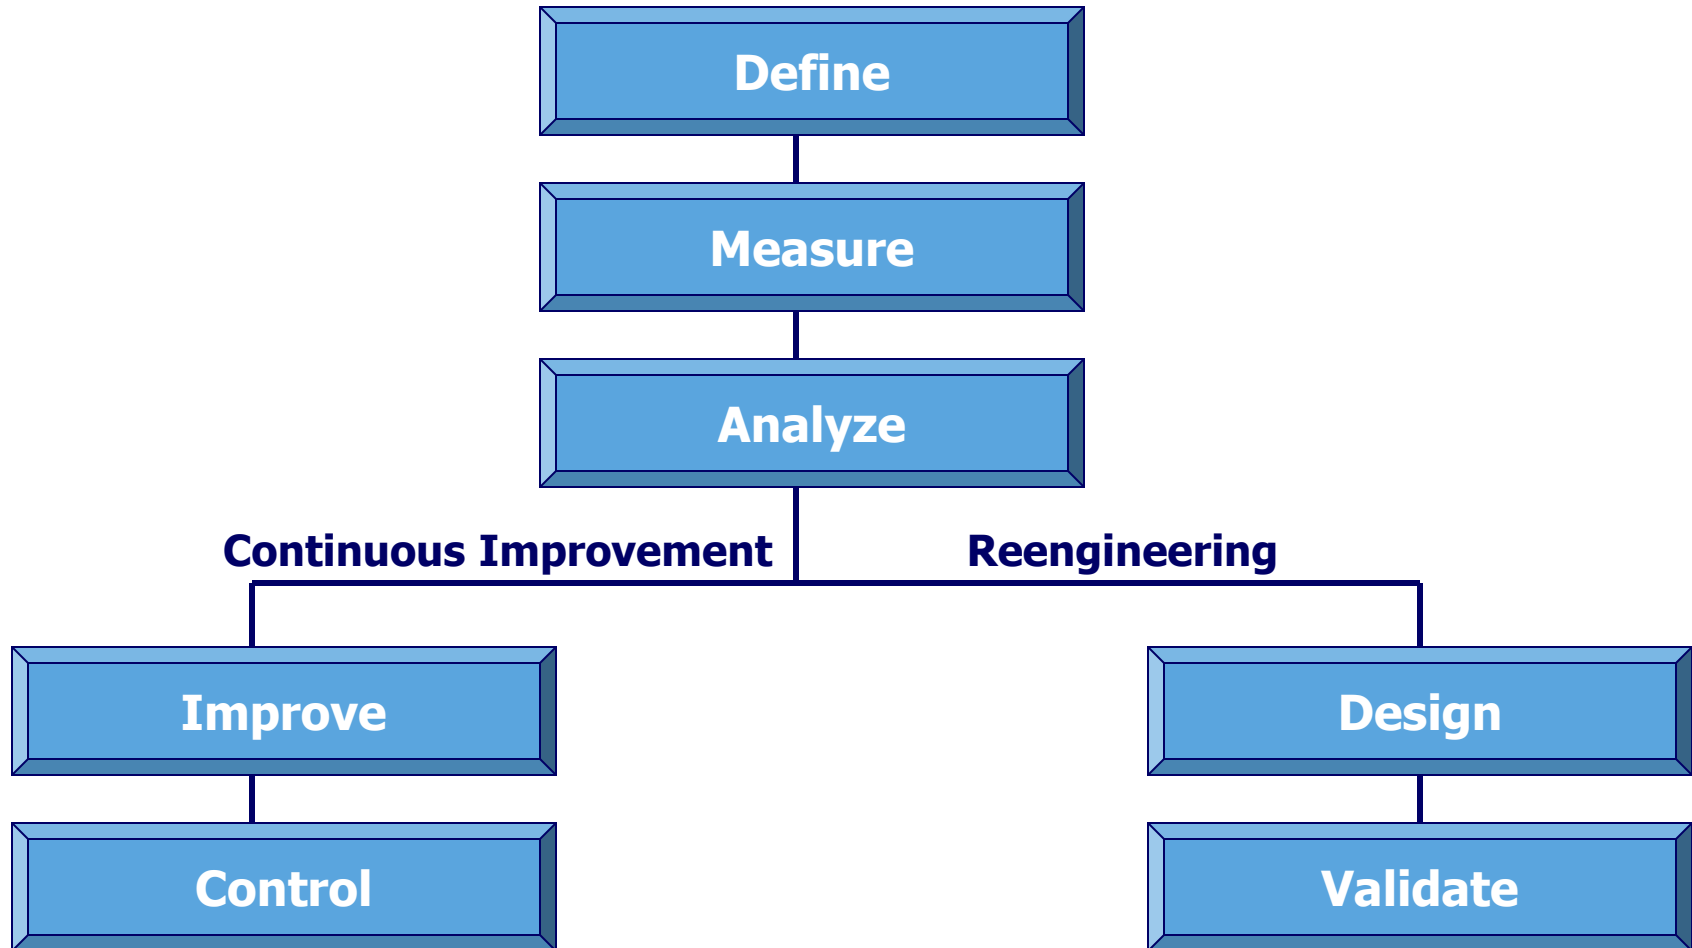 Define
Measure
Analyze
Continuous Improvement
Reengineering
Improve
Design
Control
Validate